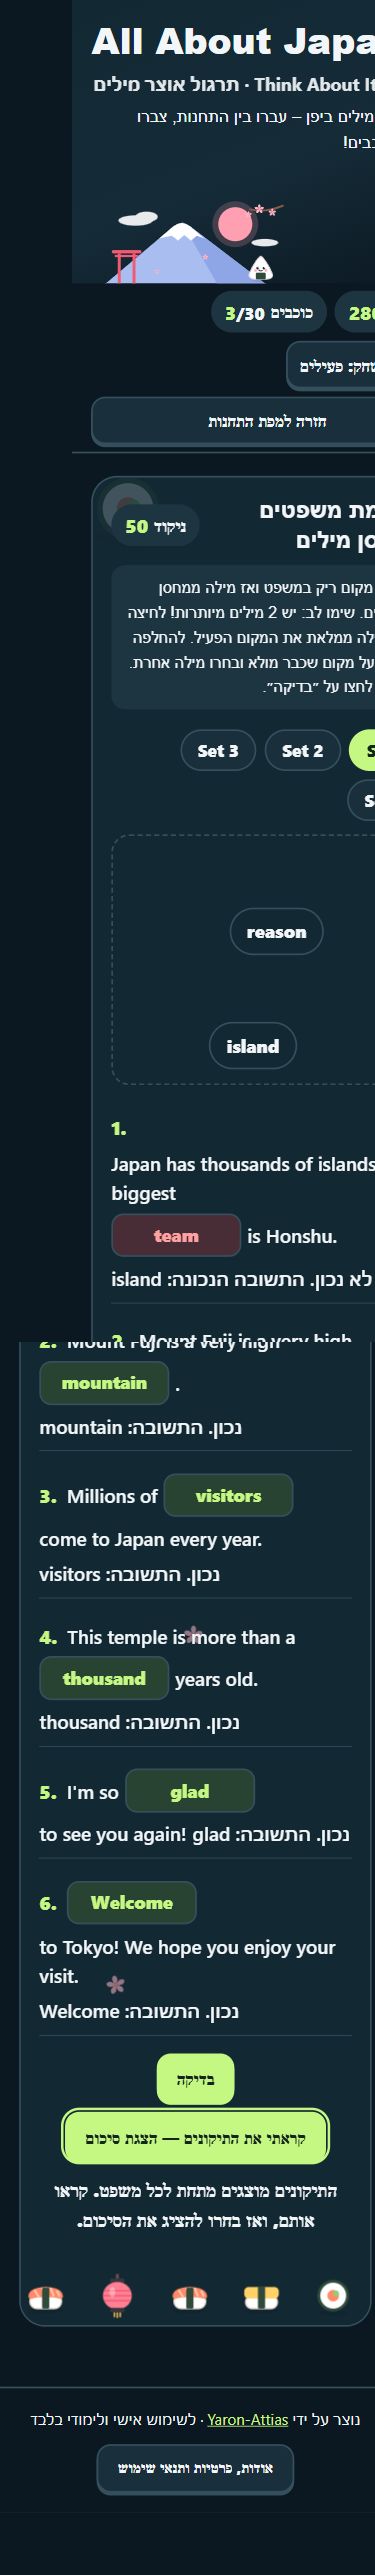 All About Japa
תרגול אוצר מילים · Think About It
מילים ביפן – עברו בין התחנות, צברו
3/30 כוכבים
280
פעילים
חזרה למפת התחנות
משפטים
ניקוד 50
מילים
מקום ריק במשפט ואז מילה ממחסן
שימו לב: יש 2 מילים מיותרות! לחיצה
ממלאת את המקום הפעיל. להחלפה
על מקום שכבר מולא ובחרו מילה אחרת.
לחצו על ״בדיקה״.
Set 2 Set 3
reason
island
1.
Japan has thousands of islands
biggest
team is Honshu.
לא נכון. התשובה הנכונה: island
2. Mount Fuji is a very high
mountain .
נכון. התשובה: mountain
3. Millions of visitors
come to Japan every year.
נכון. התשובה: visitors
4. This temple is more than a
thousand years old.
נכון. התשובה: thousand
5. I'm so glad
to see you again! נכון. התשובה: glad
6. Welcome
to Tokyo! We hope you enjoy your
visit.
נכון. התשובה: Welcome
בדיקה
קראתי את התיקונים — הצגת סיכום
התיקונים מוצגים מתחת לכל משפט. קראו
אותם, ואז בחרו להציג את הסיכום.
נוצר על ידי Yaron-Attias · לשימוש אישי ולימודי בלבד
אודות, פרטיות ותנאי שימוש